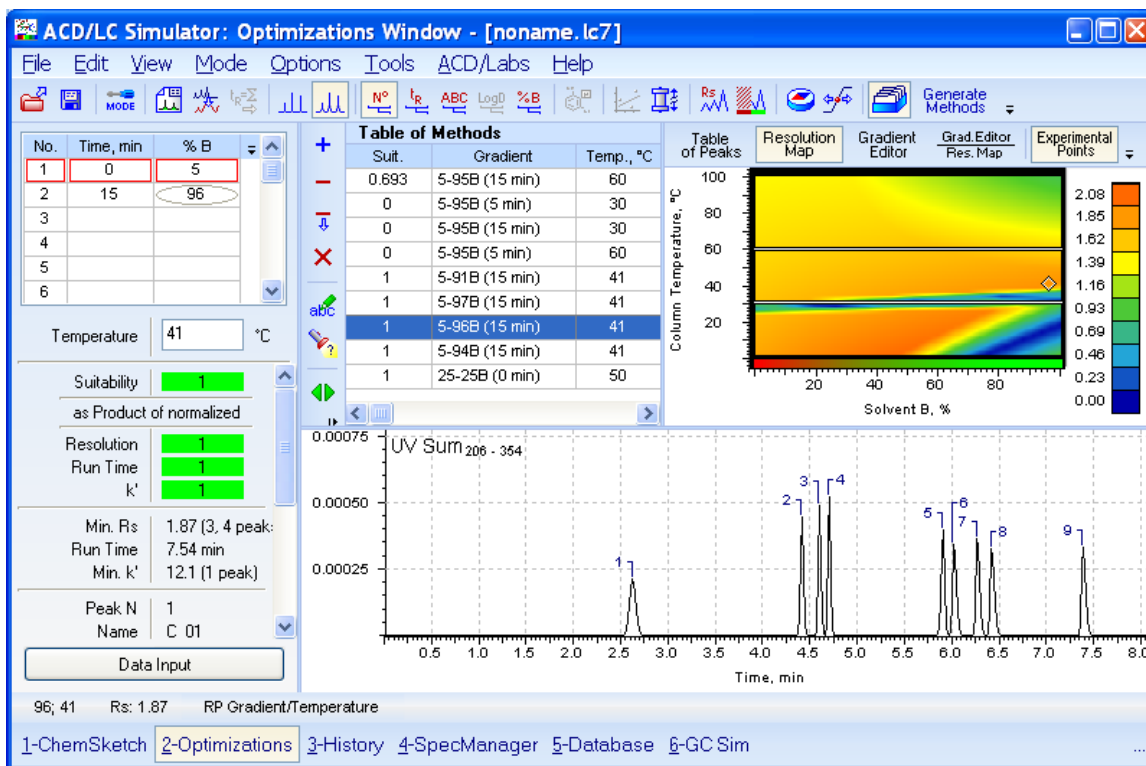 ACD/LC Simulator: Optimizations Window - [noname.lc7]
File Edit View Mode Options Tools ACD/Labs Help
MODE tR=Σ N° tR ABC LogD %B Rs Generate Methods
No. Time, min % B
1 0 5
2 15 96
3
4
5
6
Temperature 41 °C
Suitability 1
as Product of normalized
Resolution 1
Run Time 1
k' 1
Min. Rs 1.87 (3, 4 peak:
Run Time 7.54 min
Min. k' 12.1 (1 peak)
Peak N 1
Name C 01
Data Input
abc
?
Table of Methods
Suit. Gradient Temp., °C
0.693 5-95B (15 min) 60
0 5-95B (5 min) 30
0 5-95B (15 min) 30
0 5-95B (5 min) 60
1 5-91B (15 min) 41
1 5-97B (15 min) 41
1 5-96B (15 min) 41
1 5-94B (15 min) 41
1 25-25B (0 min) 50
Table of Peaks
Resolution Map
Gradient Editor
Grad.Editor
Res. Map
Experimental Points
Column Temperature, °C
100
80
60
40
20
20 40 60 80
Solvent B, %
2.08
1.85
1.62
1.39
1.16
0.93
0.69
0.46
0.23
0.00
UV Sum206 - 354
0.00075
0.00050
0.00025
1 2 3 4 5 6 7 8 9
0.5 1.0 1.5 2.0 2.5 3.0 3.5 4.0 4.5 5.0 5.5 6.0 6.5 7.0 7.5 8.0
Time, min
96; 41 Rs: 1.87 RP Gradient/Temperature
1-ChemSketch 2-Optimizations 3-History 4-SpecManager 5-Database 6-GC Sim ...